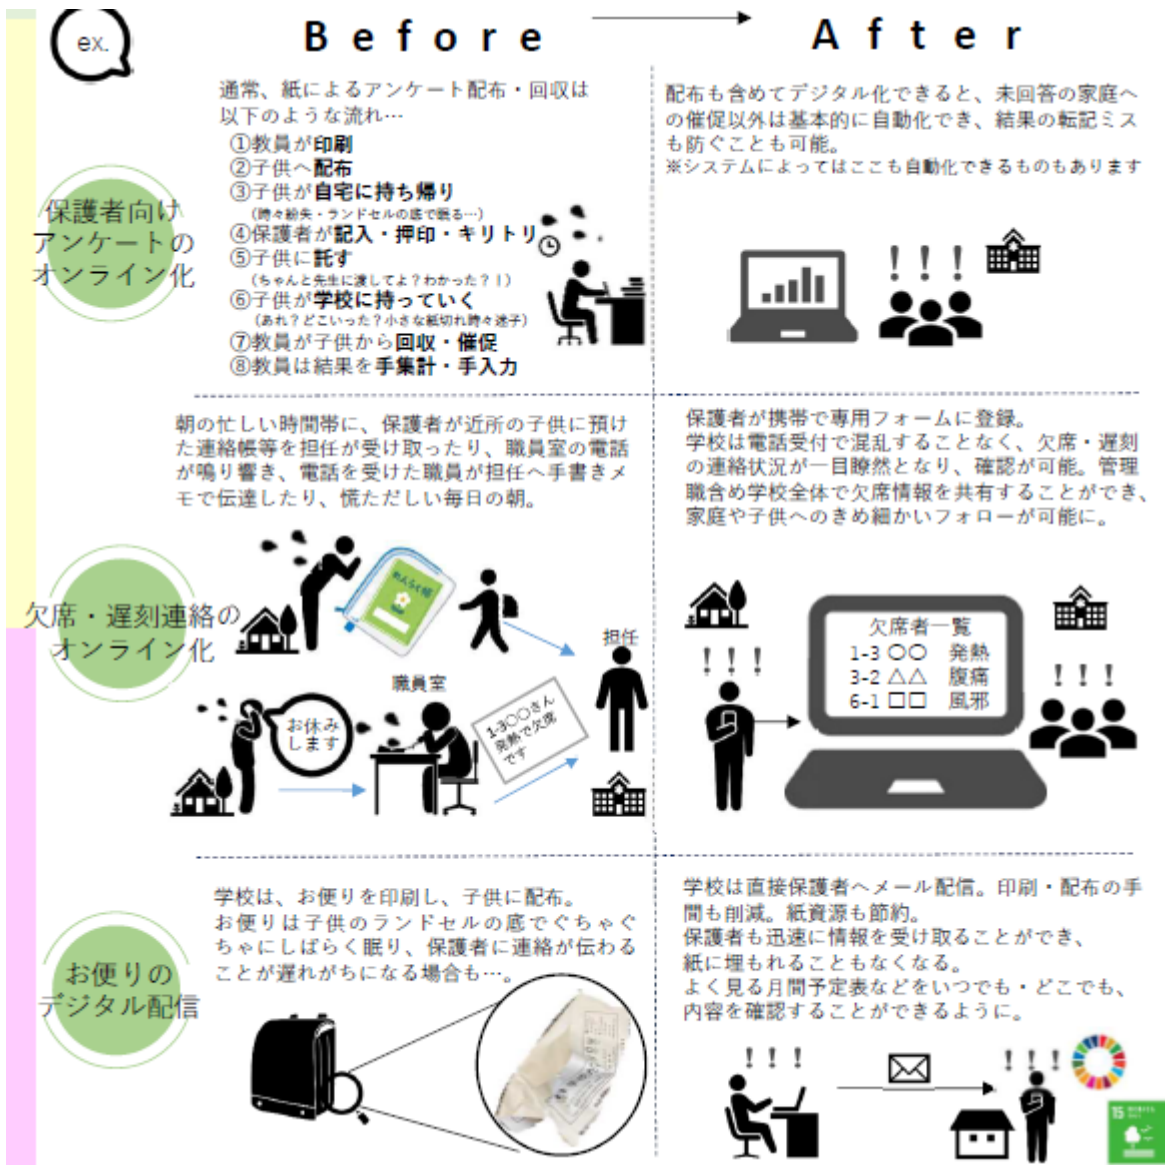 ex.
Before
After
保護者向け
アンケートの
オンライン化
通常、紙によるアンケート配布・回収は
以下のような流れ…
①教員が印刷
②子供へ配布
③子供が自宅に持ち帰り
（時々紛失・ランドセルの底で眠る…）
④保護者が記入・押印・キリトリ
⑤子供に託す
（ちゃんと先生に渡してよ？わかった？！）
⑥子供が学校に持っていく
（あれ？どこいった？小さな紙切れ時々迷子）
⑦教員が子供から回収・催促
⑧教員は結果を手集計・手入力
配布も含めてデジタル化できると、未回答の家庭へ
の催促以外は基本的に自動化でき、結果の転記ミス
も防ぐことも可能。
※システムによってはここも自動化できるものもあります
! ! !
欠席・遅刻連絡の
オンライン化
朝の忙しい時間帯に、保護者が近所の子供に預け
た連絡帳等を担任が受け取ったり、職員室の電話
が鳴り響き、電話を受けた職員が担任へ手書きメ
モで伝達したり、慌ただしい毎日の朝。
れんらく帳
担任
職員室
お休み
します
1-3〇〇さん
発熱で欠席
です
保護者が携帯で専用フォームに登録。
学校は電話受付で混乱することなく、欠席・遅刻
の連絡状況が一目瞭然となり、確認が可能。管理
職含め学校全体で欠席情報を共有することができ、
家庭や子供へのきめ細かいフォローが可能に。
! ! !
欠席者一覧
1-3 〇〇 発熱
3-2 △△ 腹痛
6-1 □□ 風邪
! ! !
お便りの
デジタル配信
学校は、お便りを印刷し、子供に配布。
お便りは子供のランドセルの底でぐちゃぐ
ちゃにしばらく眠り、保護者に連絡が伝わる
ことが遅れがちになる場合も…。
学校は直接保護者へメール配信。印刷・配布の手
間も削減。紙資源も節約。
保護者も迅速に情報を受け取ることができ、
紙に埋もれることもなくなる。
よく見る月間予定表などをいつでも・どこでも、
内容を確認することができるように。
! ! !
! ! !
15